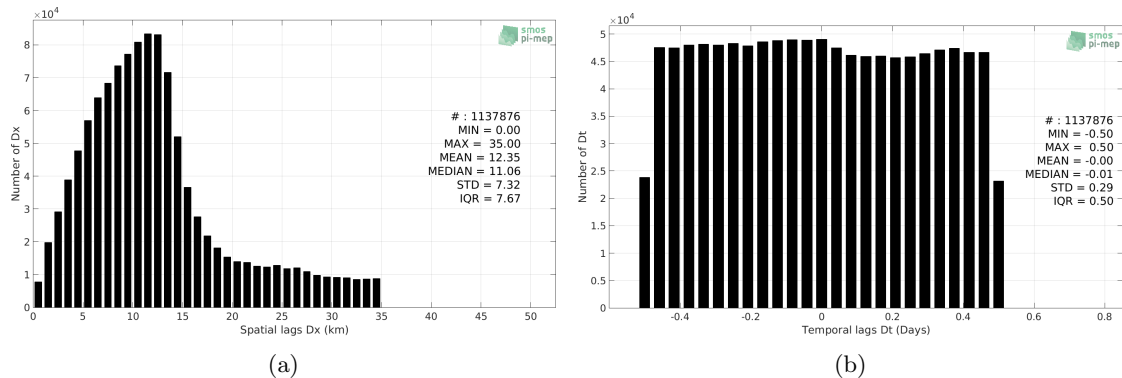 ×10⁴
8
7
6
5
4
3
2
1
0
Number of Dx
smos
pi-mep
# : 1137876
MIN = 0.00
MAX = 35.00
MEAN = 12.35
MEDIAN = 11.06
STD = 7.32
IQR = 7.67
0 5 10 15 20 25 30 35 40 45 50
Spatial lags Dx (km)
(a)
×10⁴
5
4.5
4
3.5
3
2.5
2
1.5
1
0.5
0
Number of Dt
smos
pi-mep
# : 1137876
MIN = -0.50
MAX = 0.50
MEAN = -0.00
MEDIAN = -0.01
STD = 0.29
IQR = 0.50
-0.4 -0.2 0 0.2 0.4 0.6 0.8
Temporal lags Dt (Days)
(b)